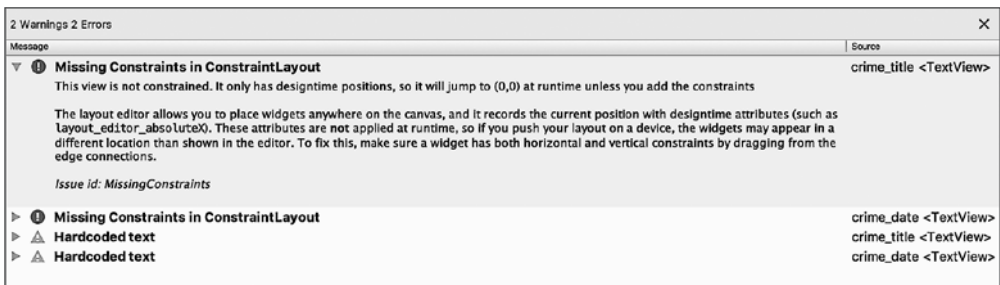 2 Warnings 2 Errors
Message Source
Missing Constraints in ConstraintLayout crime_title <TextView>
This view is not constrained. It only has designtime positions, so it will jump to (0,0) at runtime unless you add the constraints
The layout editor allows you to place widgets anywhere on the canvas, and it records the current position with designtime attributes (such as
layout_editor_absoluteX). These attributes are not applied at runtime, so if you push your layout on a device, the widgets may appear in a
different location than shown in the editor. To fix this, make sure a widget has both horizontal and vertical constraints by dragging from the
edge connections.
Issue id: MissingConstraints
Missing Constraints in ConstraintLayout crime_date <TextView>
Hardcoded text crime_title <TextView>
Hardcoded text crime_date <TextView>